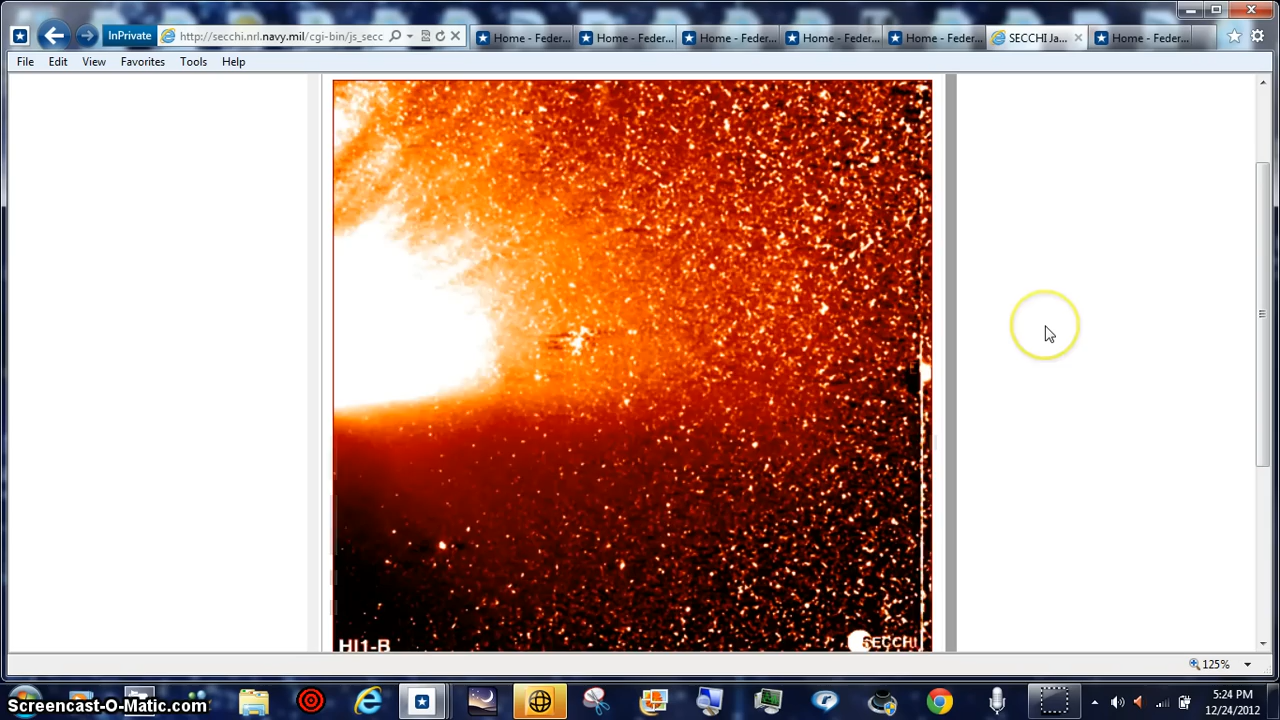 InPrivate
http://secchi.nrl.navy.mil/cgi-bin/js_secc
Home - Feder...
Home - Feder...
Home - Feder...
Home - Feder...
Home - Feder...
SECCHI Ja...
Home - Feder...
File Edit View Favorites Tools Help
HI1-B
SECCHI
125%
Screencast-O-Matic.com
5:24 PM
12/24/2012